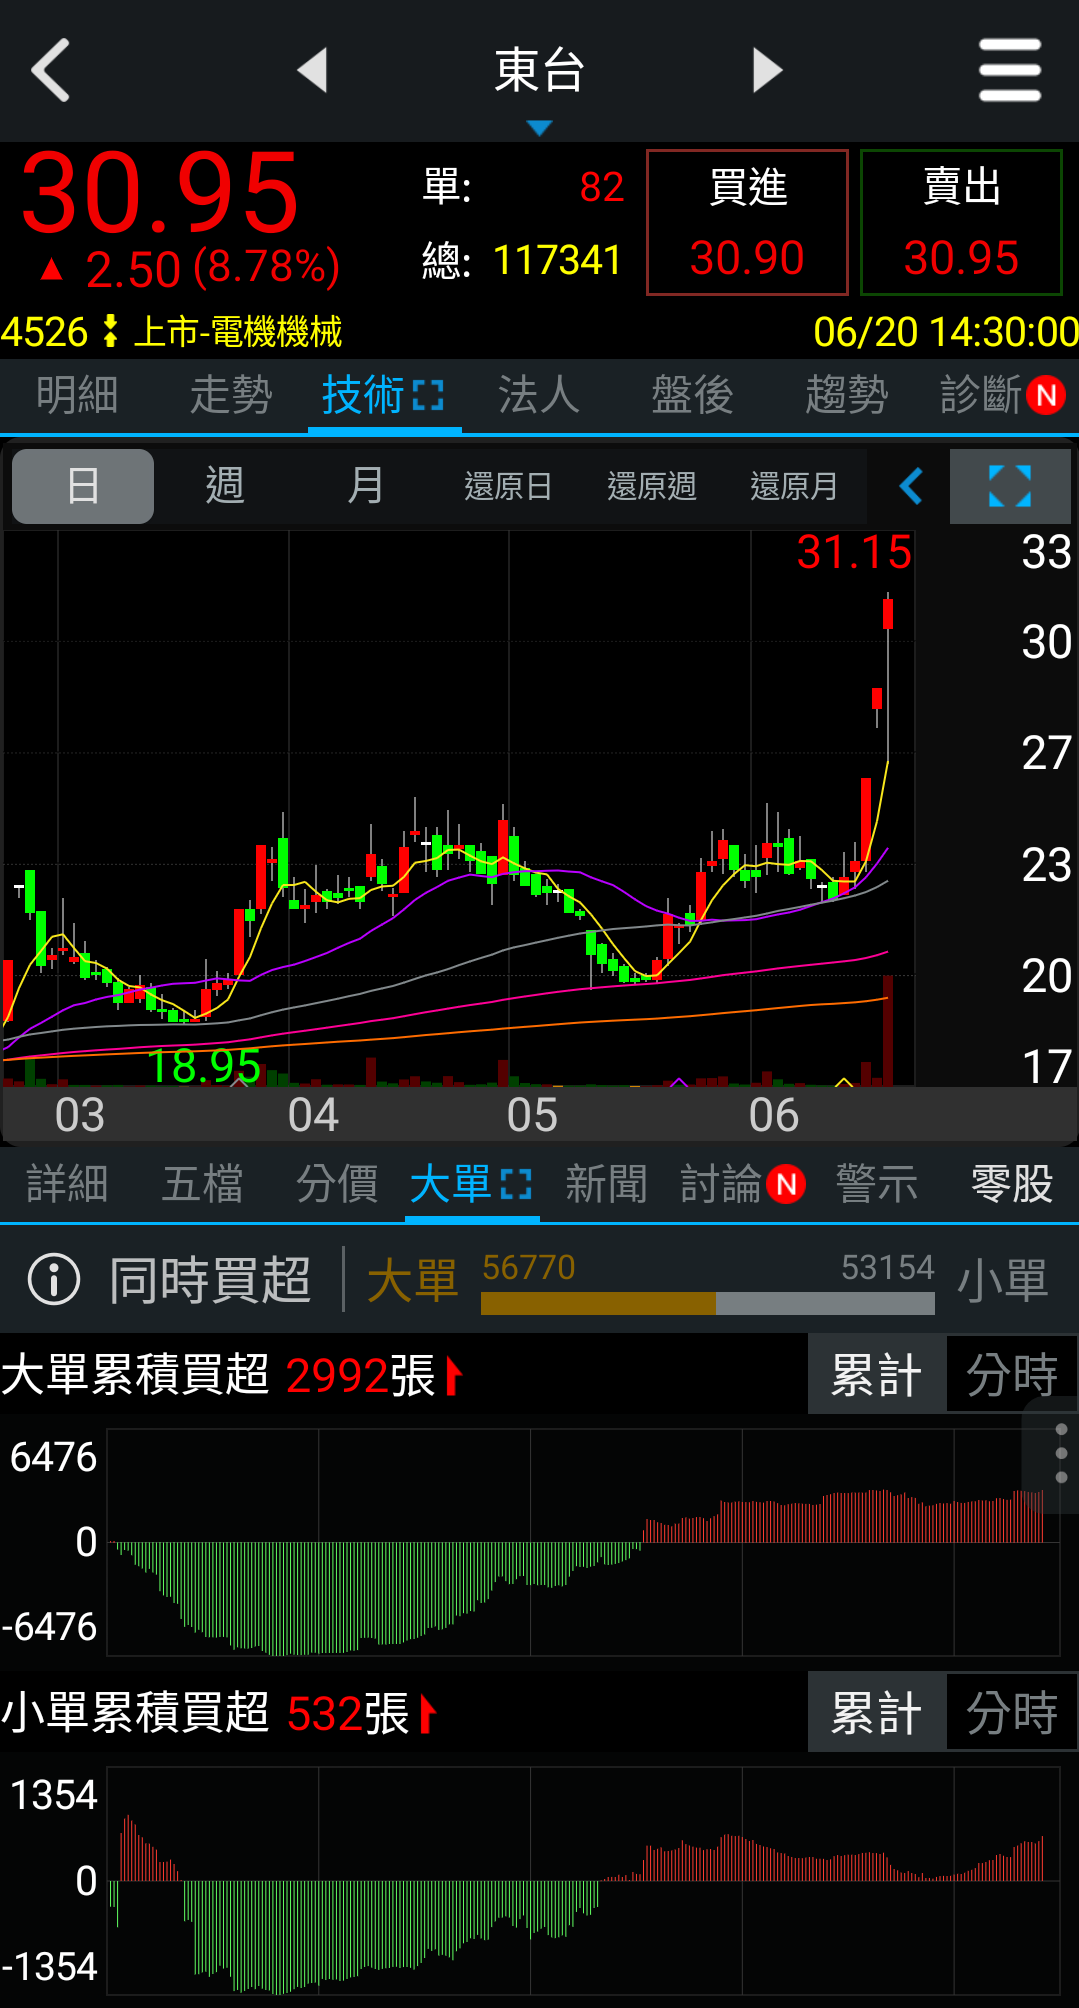 東台
30.95
▲ 2.50 (8.78%)
單: 82
總: 117341
買進
30.90
賣出
30.95
4526 上市-電機機械 06/20 14:30:00
明細 走勢 技術 法人 盤後 趨勢 診斷 N
日 週 月 還原日 還原週 還原月
31.15
33
30
27
23
20
17
18.95
03 04 05 06
詳細 五檔 分價 大單 新聞 討論 N 警示 零股
同時買超 大單 56770 53154 小單
大單累積買超 2992張 累計 分時
6476
0
-6476
小單累積買超 532張 累計 分時
1354
0
-1354